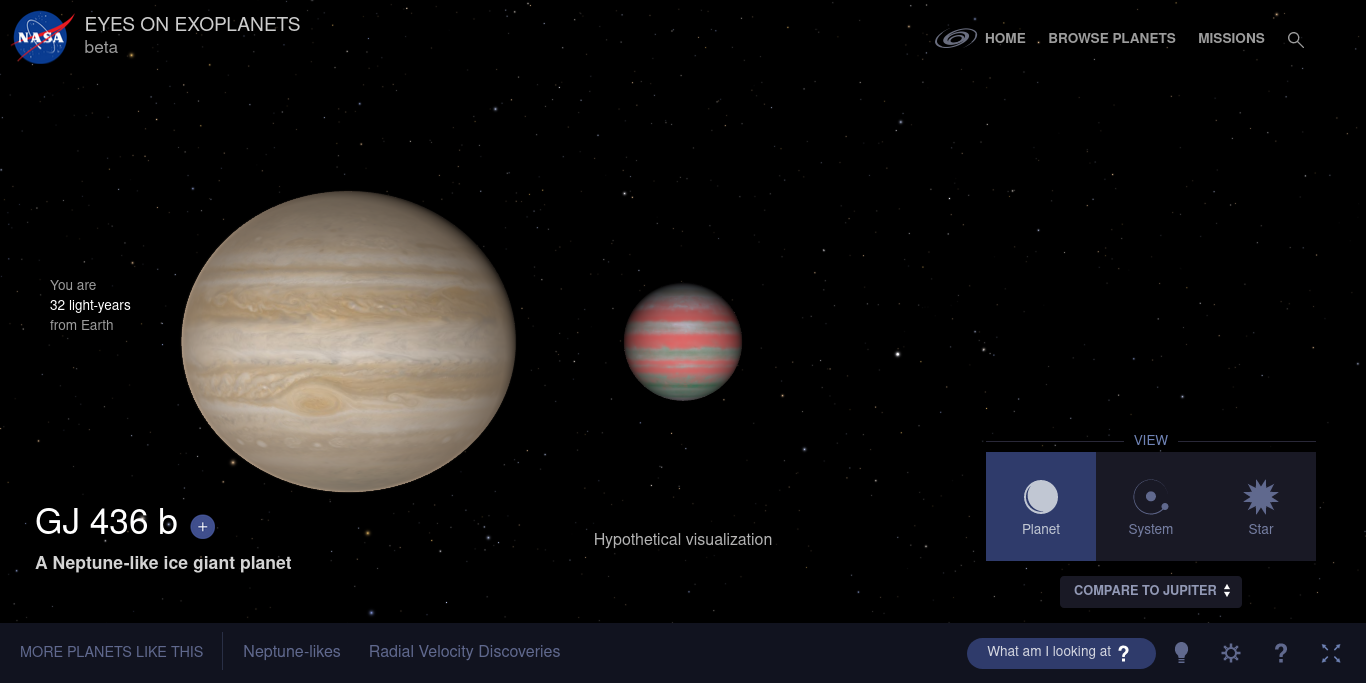 NASA
EYES ON EXOPLANETS
beta
HOME
BROWSE PLANETS
MISSIONS
You are
32 light-years
from Earth
GJ 436 b +
A Neptune-like ice giant planet
Hypothetical visualization
VIEW
Planet
System
Star
COMPARE TO JUPITER
MORE PLANETS LIKE THIS
Neptune-likes
Radial Velocity Discoveries
What am I looking at ?
?